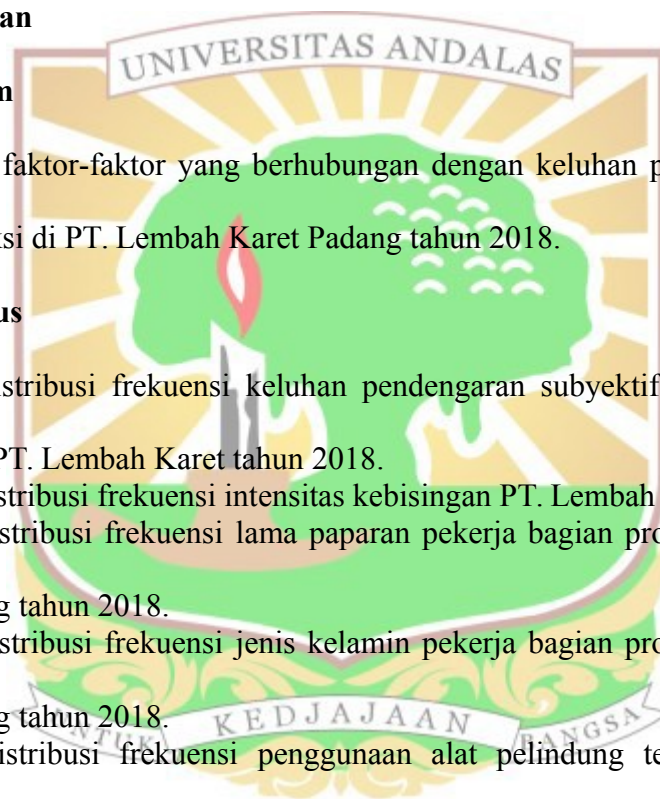 an
UNIVERSITAS ANDALAS
m
faktor-faktor yang berhubungan dengan keluhan p
si di PT. Lembah Karet Padang tahun 2018.
us
stribusi frekuensi keluhan pendengaran subyektif
PT. Lembah Karet tahun 2018.
stribusi frekuensi intensitas kebisingan PT. Lembah
stribusi frekuensi lama paparan pekerja bagian pro
g tahun 2018.
stribusi frekuensi jenis kelamin pekerja bagian pro
g tahun 2018.
UNTUK KEDJAJAAN BANGSA
istribusi frekuensi penggunaan alat pelindung te